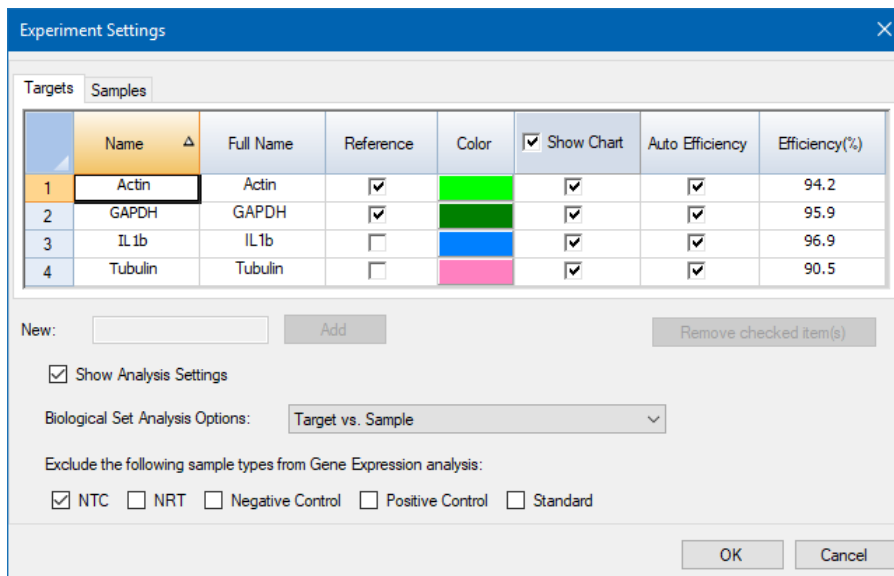 Experiment Settings
Targets Samples
Name Full Name Reference Color Show Chart Auto Efficiency Efficiency(%)
1 Actin Actin 94.2
2 GAPDH GAPDH 95.9
3 IL1b IL1b 96.9
4 Tubulin Tubulin 90.5
New: Add Remove checked item(s)
Show Analysis Settings
Biological Set Analysis Options: Target vs. Sample
Exclude the following sample types from Gene Expression analysis:
NTC NRT Negative Control Positive Control Standard
OK Cancel